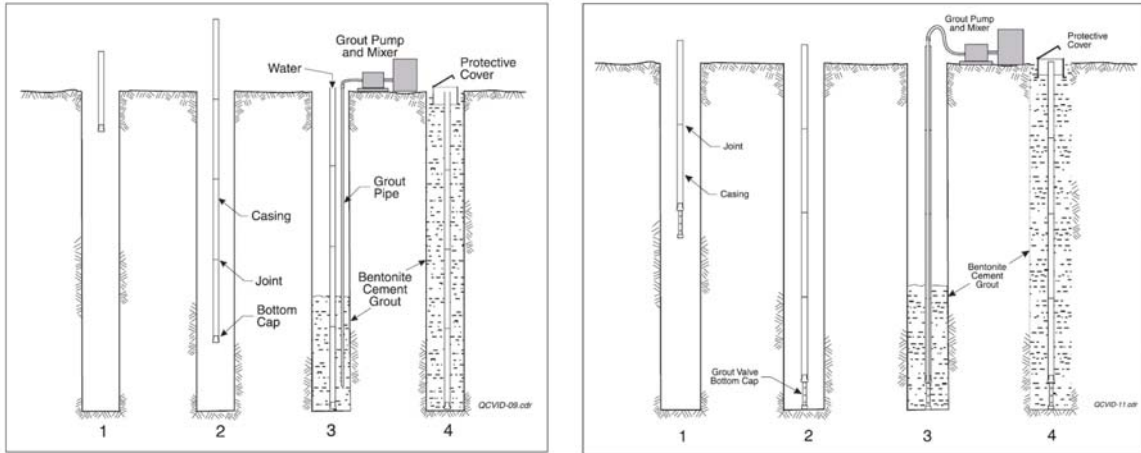 Grout Pump
and Mixer
Water
Protective
Cover
Grout
Pipe
Casing
Joint
Bentonite
Cement
Grout
Bottom
Cap
QCVID-09.cdr
1
2
3
4
Grout Pump
and Mixer
Protective
Cover
Joint
Casing
Bentonite
Cement
Grout
Grout Valve
Bottom Cap
QCVID-11.cdr
1
2
3
4